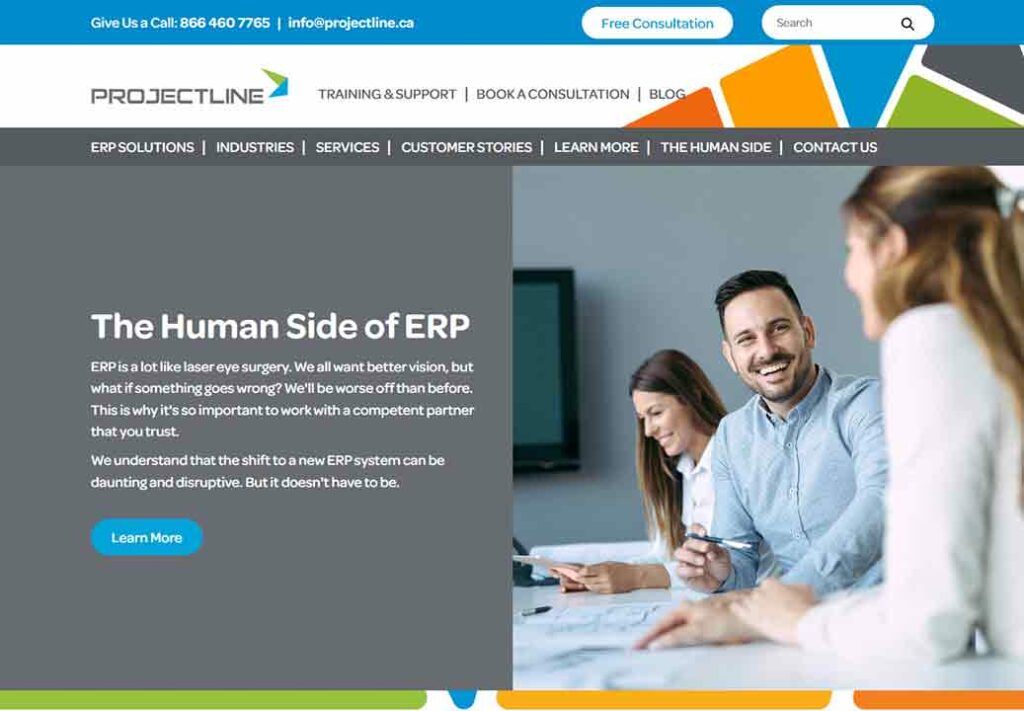 Give Us a Call: 866 460 7765 | info@projectline.ca
Free Consultation
Search
PROJECTLINE
TRAINING & SUPPORT | BOOK A CONSULTATION | BLOG
ERP SOLUTIONS | INDUSTRIES | SERVICES | CUSTOMER STORIES | LEARN MORE | THE HUMAN SIDE | CONTACT US
The Human Side of ERP
ERP is a lot like laser eye surgery. We all want better vision, but
what if something goes wrong? We'll be worse off than before.
This is why it's so important to work with a competent partner
that you trust.
We understand that the shift to a new ERP system can be
daunting and disruptive. But it doesn't have to be.
Learn More